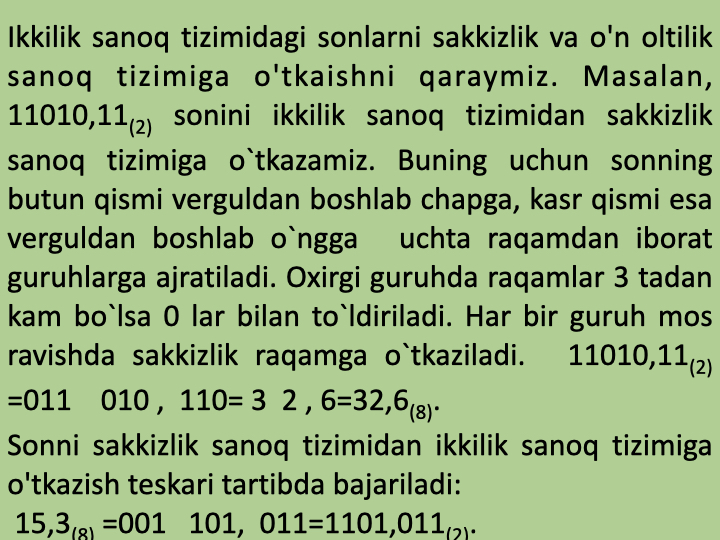 Ikkilik sanoq tizimidagi sonlarni sakkizlik va o'n oltilik
sanoq tizimiga o'tkaishni qaraymiz. Masalan,
11010,11(2) sonini ikkilik sanoq tizimidan sakkizlik
sanoq tizimiga o`tkazamiz. Buning uchun sonning
butun qismi verguldan boshlab chapga, kasr qismi esa
verguldan boshlab o`ngga uchta raqamdan iborat
guruhlarga ajratiladi. Oxirgi guruhda raqamlar 3 tadan
kam bo`lsa 0 lar bilan to`ldiriladi. Har bir guruh mos
ravishda sakkizlik raqamga o`tkaziladi. 11010,11(2)
=011 010 , 110= 3 2 , 6=32,6(8).
Sonni sakkizlik sanoq tizimidan ikkilik sanoq tizimiga
o'tkazish teskari tartibda bajariladi:
15,3(8) =001 101, 011=1101,011(2).